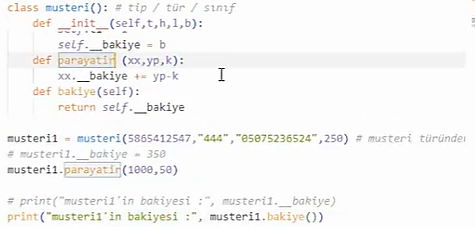 class musteri(): # tip / tür / sınıf
def __init__(self,t,h,l,b):
self.__bakiye = b
def parayatir (xx,yp,k):
xx.__bakiye += yp-k
def bakiye(self):
return self.__bakiye
musteri1 = musteri(5865412547,"444","05075236524",250) # musteri türünden
# musteri1.__bakiye = 350
musteri1.parayatir(1000,50)
# print("musteri1'in bakiyesi :", musteri1.__bakiye)
print("musteri1'in bakiyesi :", musteri1.bakiye())